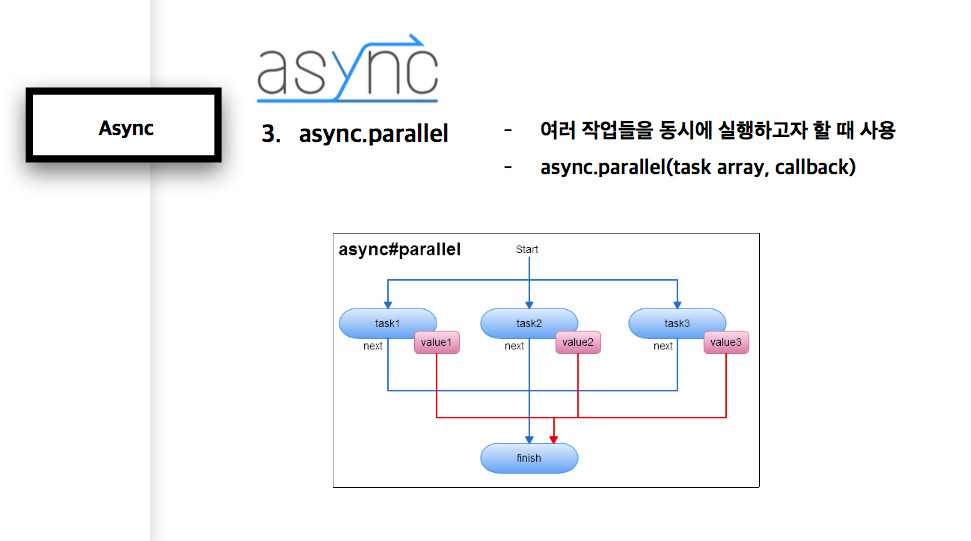 async
Async
3. async.parallel
- 여러 작업들을 동시에 실행하고자 할 때 사용
- async.parallel(task array, callback)
async#parallel
Start
task1
task2
task3
value1
value2
value3
next
next
next
finish